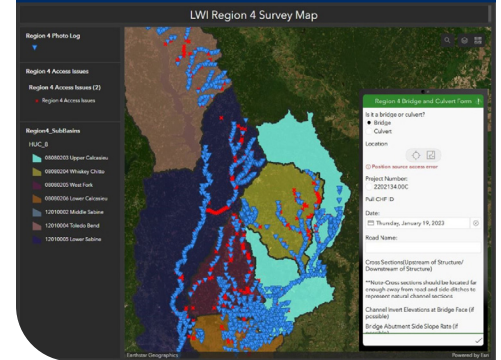 LWI Region 4 Survey Map
Region 4 Photo Log
Region 4 Access Issues
Region 4 Access Issues (2)
Region 4 Access Issues
Region4_SubBasins
HUC_8
08080203 Upper Calcasieu
08080204 Whiskey Chitto
08080205 West Fork
08080206 Lower Calcasieu
12010002 Middle Sabine
12010004 Toledo Bend
12010005 Lower Sabine
Region 4 Bridge and Culvert Form
Is it a bridge or culvert?
Bridge
Culvert
Location
Position source access error
Project Number:
2202134.00C
Full CHF ID
Date:
Thursday, January 19, 2023
Road Name:
Cross Sections(Upstream of Structure/
Downstream of Structure)
**Note-Cross sections should be located far
enough away from road and side ditches to
represent natural channel sections
Channel Invert Elevations at Bridge Face (if
possible)
Bridge Abutment Side Slope Rate (if
Earthstar Geographics
Powered by Esri